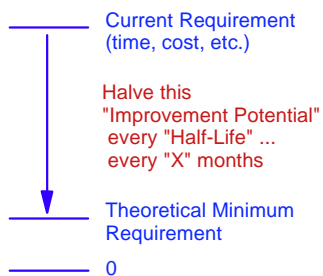 Current Requirement
(time, cost, etc.)
Halve this
"Improvement Potential"
every "Half-Life" ...
every "X" months
Theoretical Minimum
Requirement
0